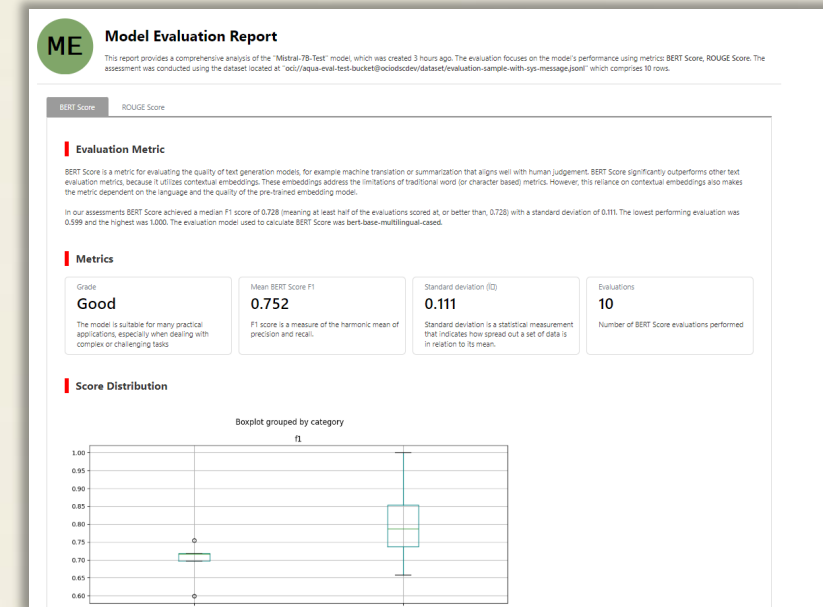 ME
Model Evaluation Report
This report provides a comprehensive analysis of the "Mistral-7B-Test" model, which was created 3 hours ago. The evaluation focuses on the model's performance using metrics: BERT Score, ROUGE Score. The
assessment was conducted using the dataset located at "oci://aqua-eval-test-bucket@ociodscdev/dataset/evaluation-sample-with-sys-message.jsonl" which comprises 10 rows.
BERT Score ROUGE Score
Evaluation Metric
BERT Score is a metric for evaluating the quality of text generation models, for example machine translation or summarization that aligns well with human judgement. BERT Score significantly outperforms other text
evaluation metrics, because it utilizes contextual embeddings. These embeddings address the limitations of traditional word (or character based) metrics. However, this reliance on contextual embeddings also makes
the metric dependent on the language and the quality of the pre-trained embedding model.
In our assessments BERT Score achieved a median F1 score of 0.728 (meaning at least half of the evaluations scored at, or better than, 0.728) with a standard deviation of 0.111. The lowest performing evaluation was
0.599 and the highest was 1.000. The evaluation model used to calculate BERT Score was bert-base-multilingual-cased.
Metrics
Grade
Good
The model is suitable for many practical
applications, especially when dealing with
complex or challenging tasks
Mean BERT Score F1
0.752
F1 score is a measure of the harmonic mean of
precision and recall.
Standard deviation
0.111
Standard deviation is a statistical measurement
that indicates how spread out a set of data is
in relation to its mean.
Evaluations
10
Number of BERT Score evaluations performed
Score Distribution
Boxplot grouped by category
f1
1.00
0.95
0.90
0.85
0.80
0.75
0.70
0.65
0.60